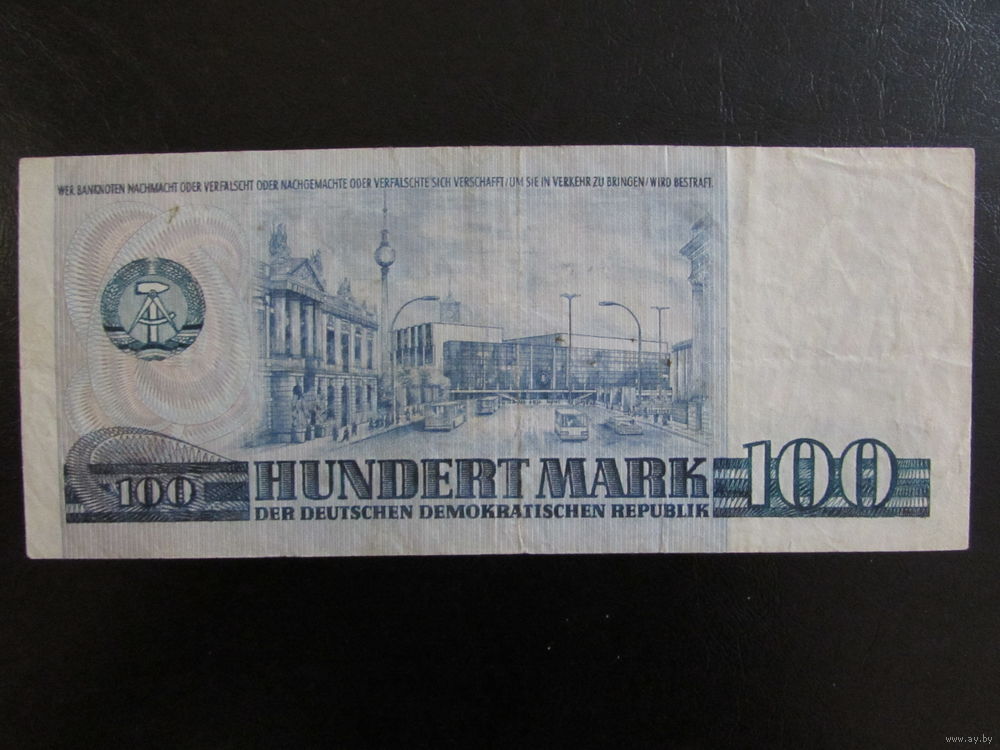 WER BANKNOTEN NACHMACHT ODER VERFÄLSCHT ODER NACHGEMACHTE ODER VERFÄLSCHTE SICH VERSCHAFFT/UM SIE IN VERKEHR ZU BRINGEN/WIRD BESTRAFT.
100 HUNDERT MARK 100
DER DEUTSCHEN DEMOKRATISCHEN REPUBLIK
www.ay.by